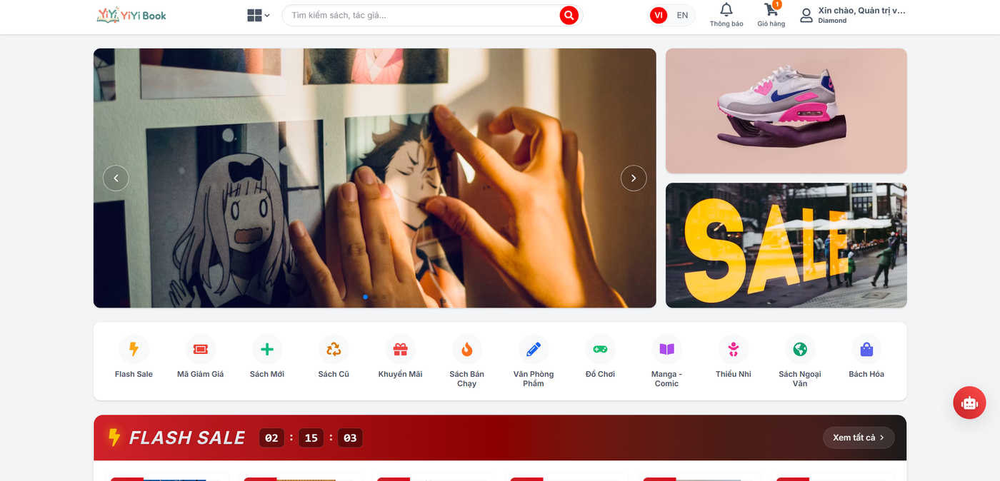 YiYi YiYi Book
Tìm kiếm sách, tác giả...
VI EN
Thông báo
1
Giỏ hàng
Xin chào, Quản trị v...
Diamond
SALE
Flash Sale
Mã Giảm Giá
Sách Mới
Sách Cũ
Khuyến Mãi
Sách Bán
Chạy
Văn Phòng
Phẩm
Đồ Chơi
Manga -
Comic
Thiếu Nhi
Sách Ngoại
Văn
Bách Hóa
FLASH SALE 02 : 15 : 03
Xem tất cả